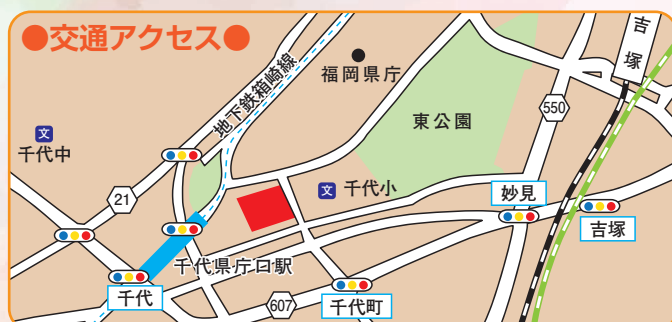 ●交通アクセス●
吉塚
福岡県庁
地下鉄箱崎線
550
東公園
文
千代中
文
千代小
妙見
21
吉塚
千代県庁口駅
千代
607
千代町